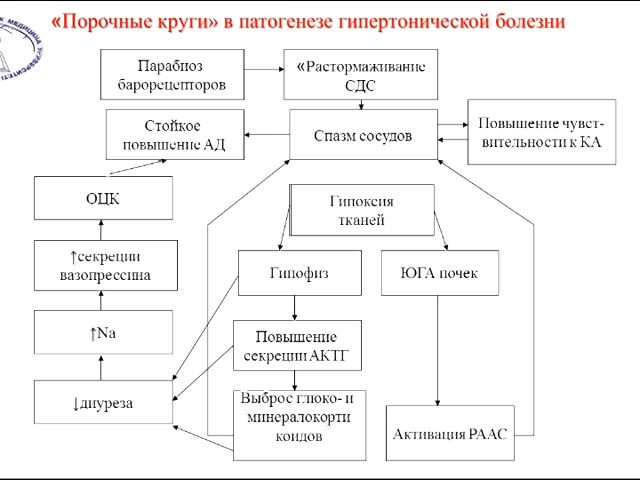 «Порочные круги» в патогенезе гипертонической болезни
Парабиоз
барорецепторов
«Растормаживание
СДС
Стойкое
повышение АД
Спазм сосудов
Повышение чувст-
вительности к КА
ОЦК
Гипоксия
тканей
↑секреции
вазопрессина
Гипофиз
ЮГА почек
↑Na
Повышение
секреции АКТГ
↓диуреза
Выброс глюко- и
минералокорти
коидов
Активация РААС